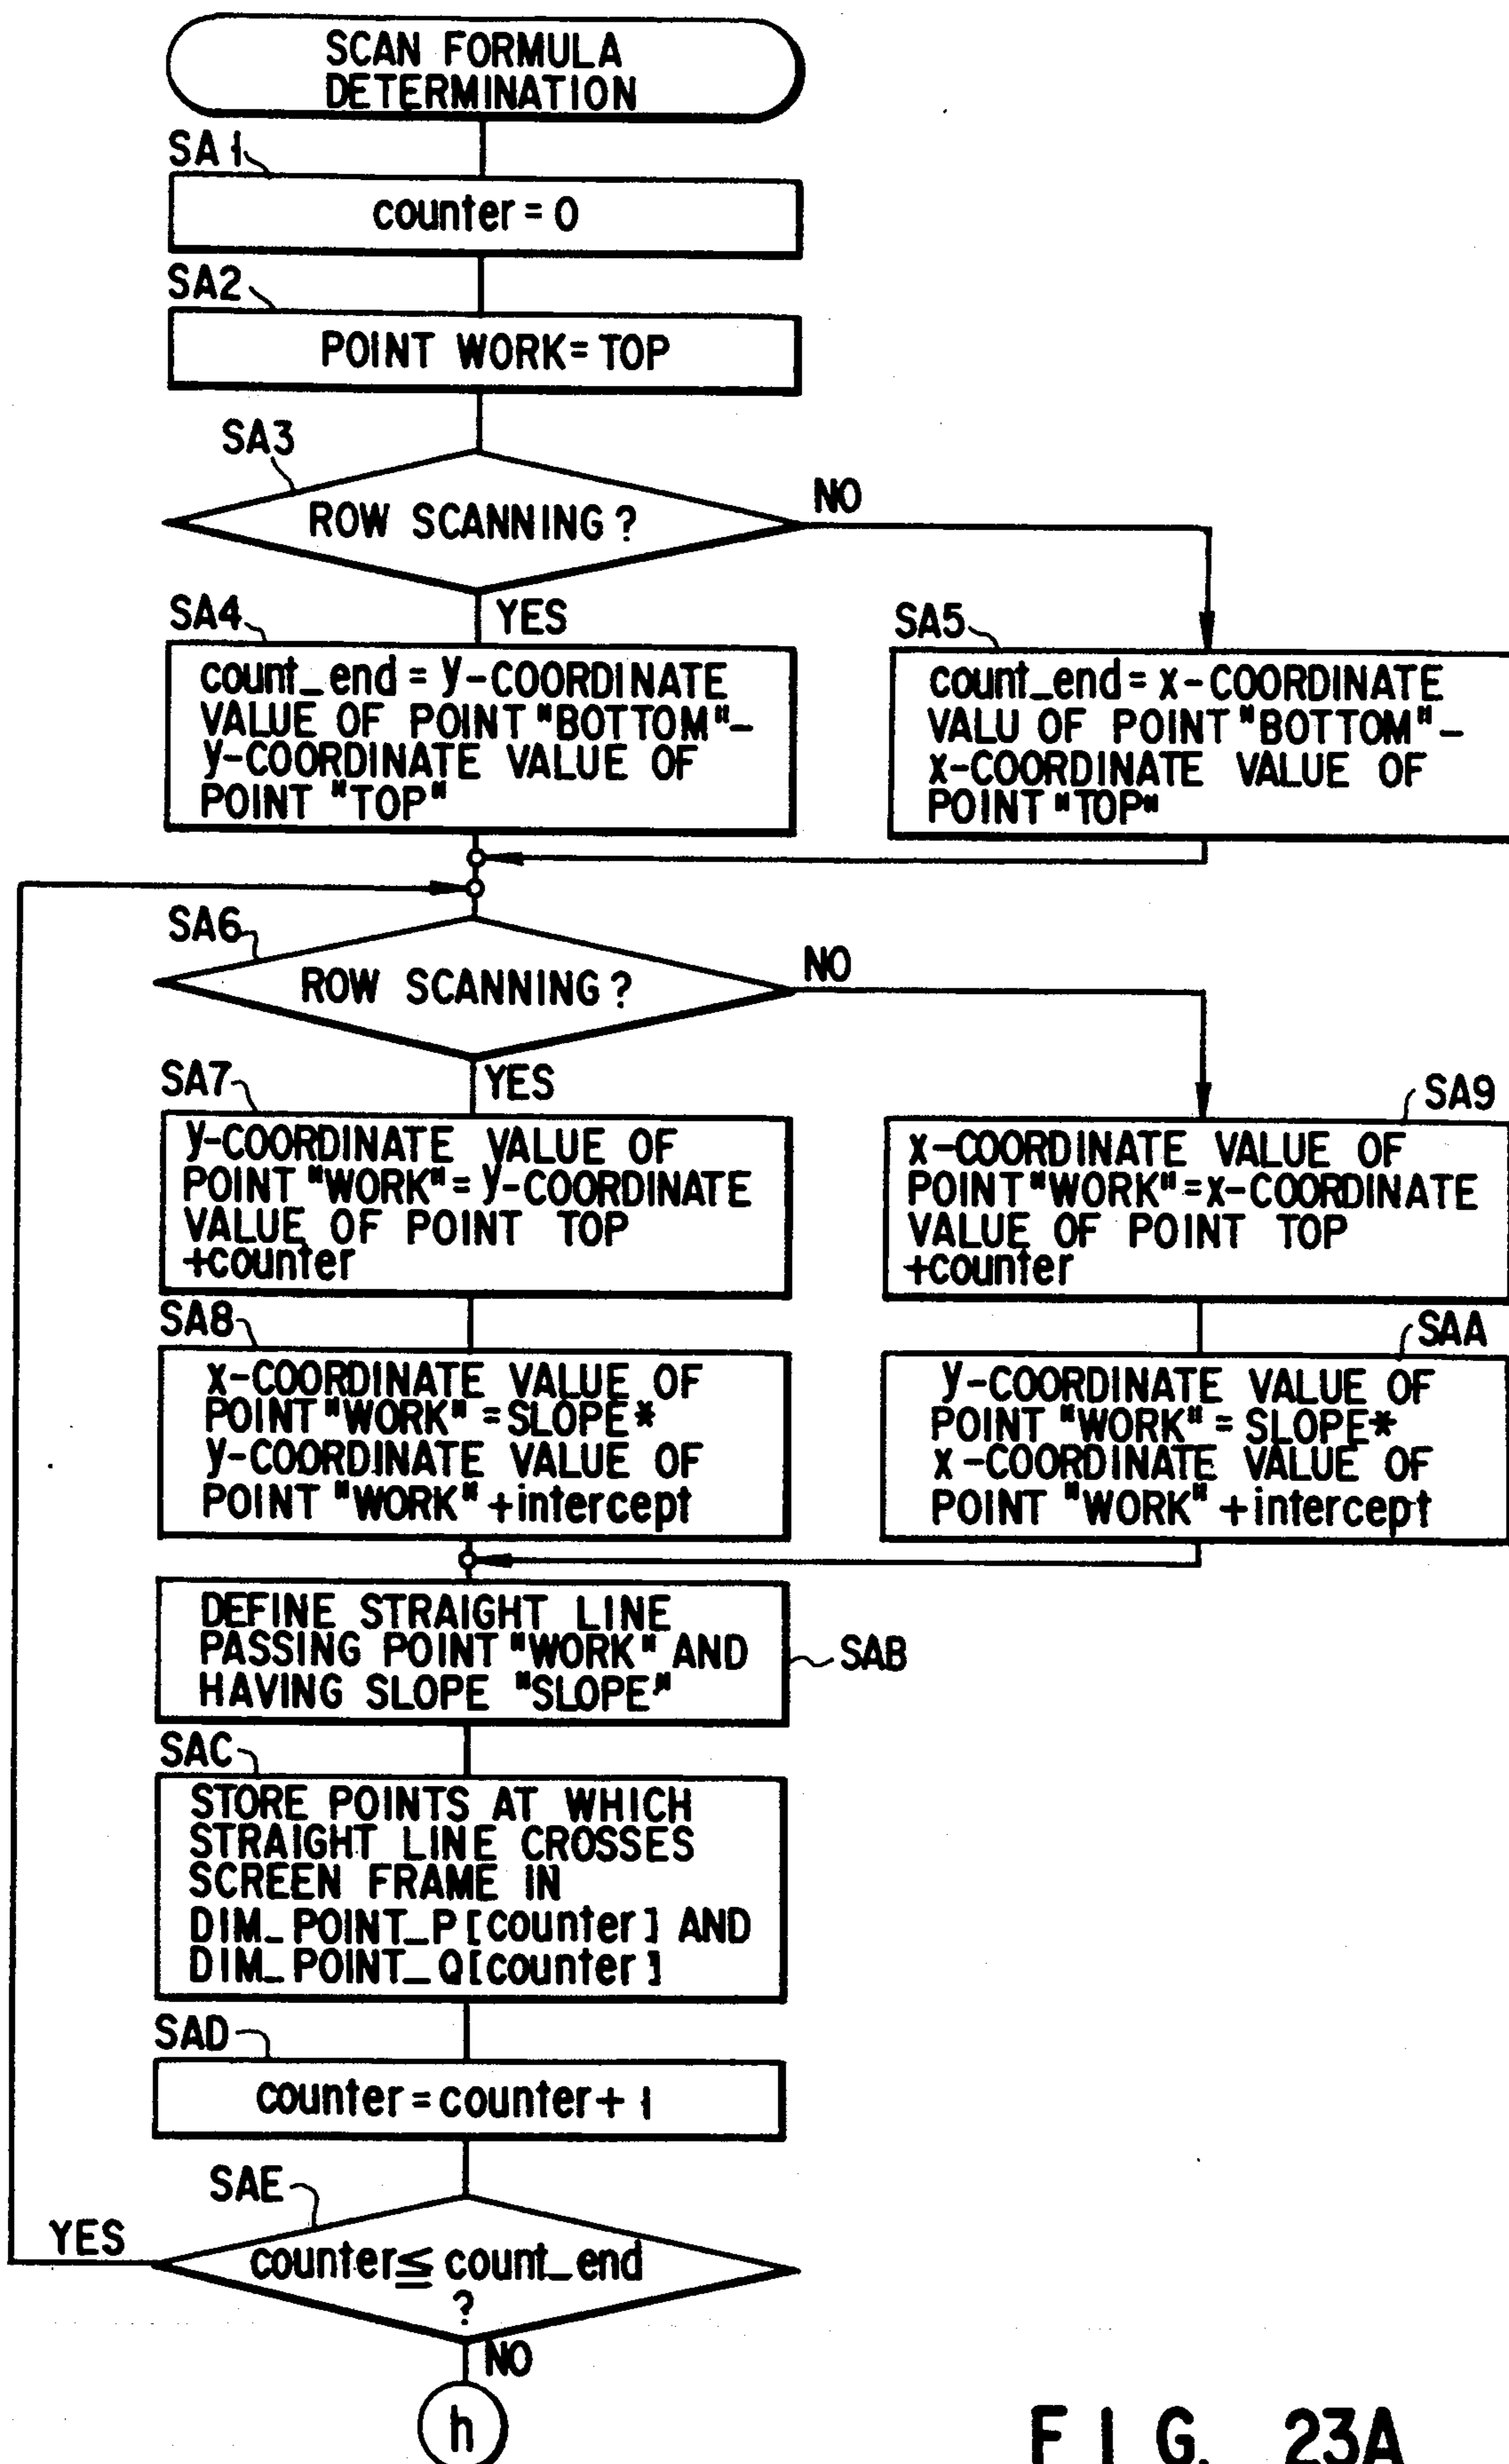 SCAN FORMULA
DETERMINATION
SA1
counter = 0
SA2
POINT WORK = TOP
SA3
ROW SCANNING ?
NO
YES
SA4
count_end = y-COORDINATE
VALUE OF POINT "BOTTOM"-
y-COORDINATE VALUE OF
POINT "TOP"
SA5
count_end = x-COORDINATE
VALU OF POINT "BOTTOM"-
x-COORDINATE VALUE OF
POINT "TOP"
SA6
ROW SCANNING ?
NO
YES
SA7
y-COORDINATE VALUE OF
POINT "WORK" = y-COORDINATE
VALUE OF POINT TOP
+counter
SA9
x-COORDINATE VALUE OF
POINT "WORK" = x-COORDINATE
VALUE OF POINT TOP
+counter
SA8
x-COORDINATE VALUE OF
POINT "WORK" = SLOPE*
y-COORDINATE VALUE OF
POINT "WORK" +intercept
SAA
y-COORDINATE VALUE OF
POINT "WORK" = SLOPE*
x-COORDINATE VALUE OF
POINT "WORK" +intercept
DEFINE STRAIGHT LINE
PASSING POINT "WORK" AND
HAVING SLOPE "SLOPE"
SAB
SAC
STORE POINTS AT WHICH
STRAIGHT LINE CROSSES
SCREEN FRAME IN
DIM_POINT_P[counter] AND
DIM_POINT_Q[counter]
SAD
counter = counter + 1
SAE
YES
counter ≦ count_end
?
NO
h
FIG. 23A